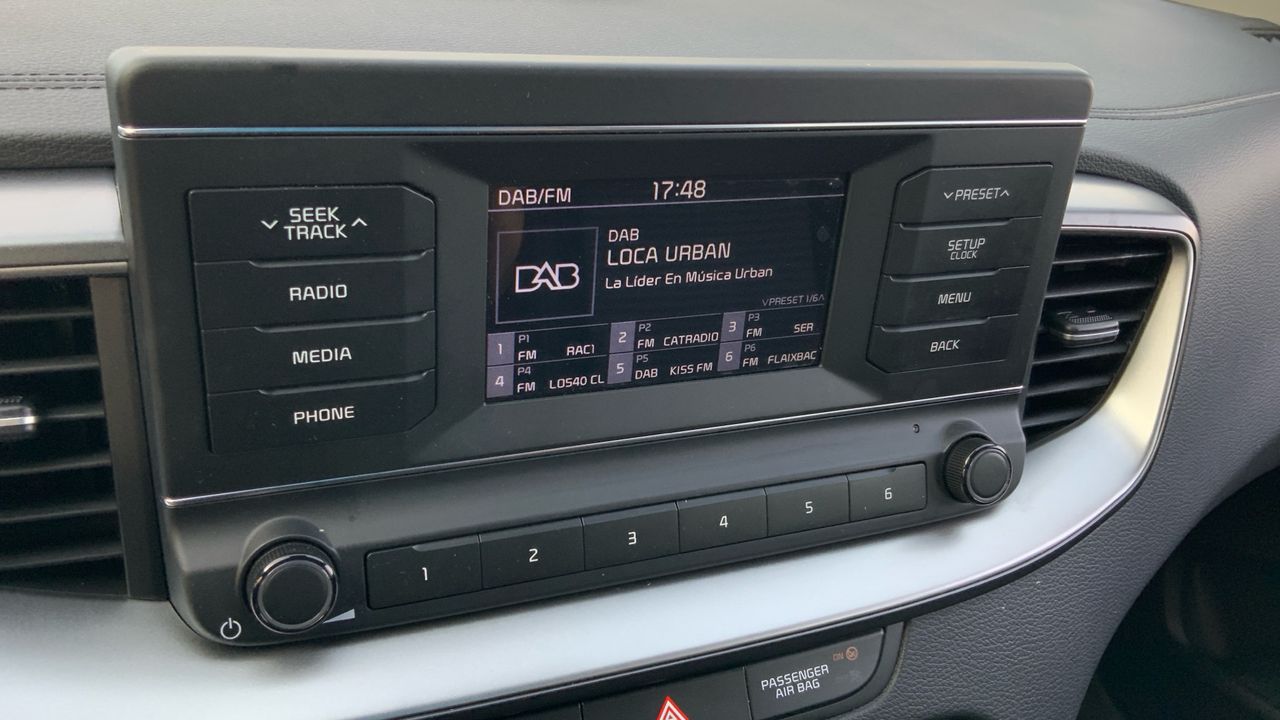 SEEK
TRACK
RADIO
MEDIA
PHONE
DAB/FM 17:48
DAB
DAB
LOCA URBAN
La Líder En Música Urban
PRESET 1/6
1 P1 FM RAC1
2 P2 FM CATRADIO
3 P3 FM SER
4 P4 FM LOS40 CL
5 P5 DAB KISS FM
6 P6 FM FLAIXBAC
PRESET
SETUP
CLOCK
MENU
BACK
1 2 3 4 5 6
PASSENGER
AIR BAG